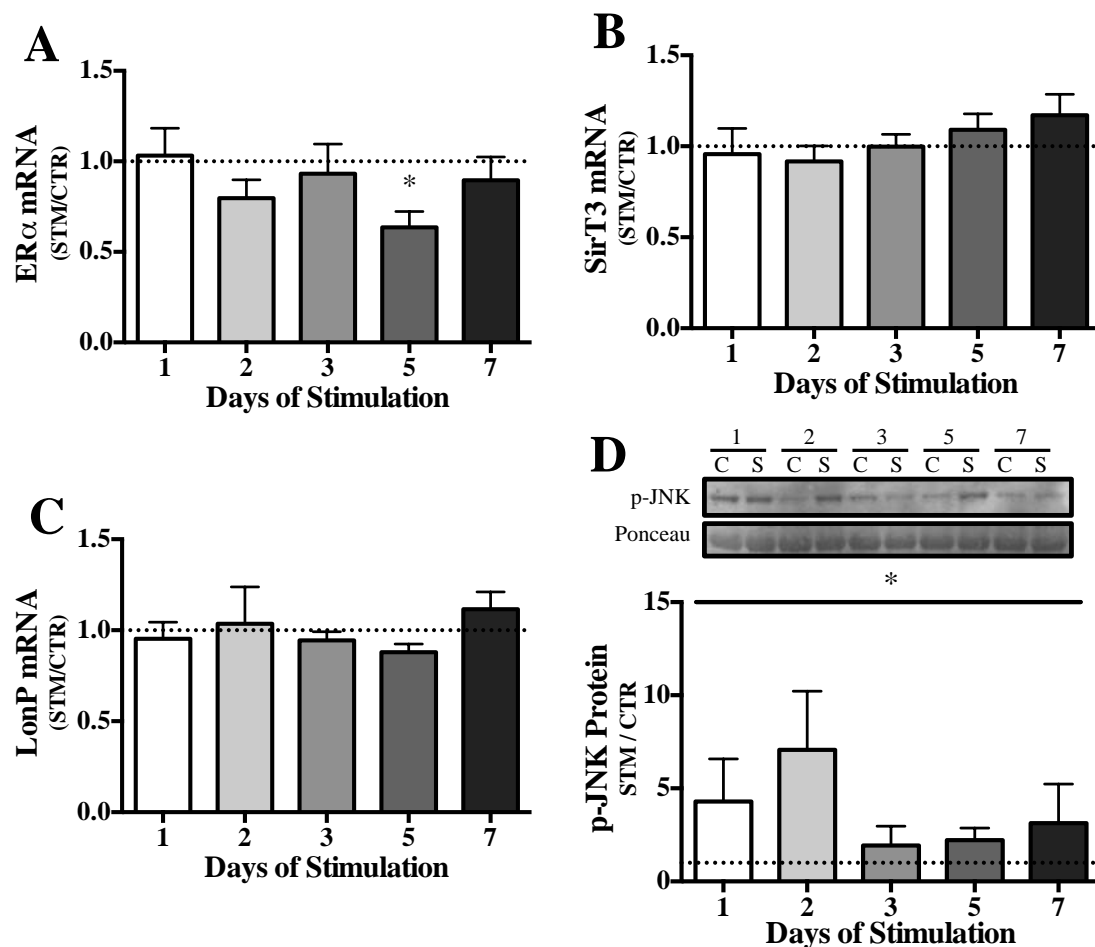 A
ERα mRNA
(STM/CTR)
1.5
1.0
0.5
0.0
*
1 2 3 5 7
Days of Stimulation
B
SirT3 mRNA
(STM/CTR)
1.5
1.0
0.5
0.0
1 2 3 5 7
Days of Stimulation
C
LonP mRNA
(STM/CTR)
1.5
1.0
0.5
0.0
1 2 3 5 7
Days of Stimulation
D
1 2 3 5 7
C S C S C S C S C S
p-JNK
Ponceau
*
p-JNK Protein
STM / CTR
15
10
5
0
1 2 3 5 7
Days of Stimulation